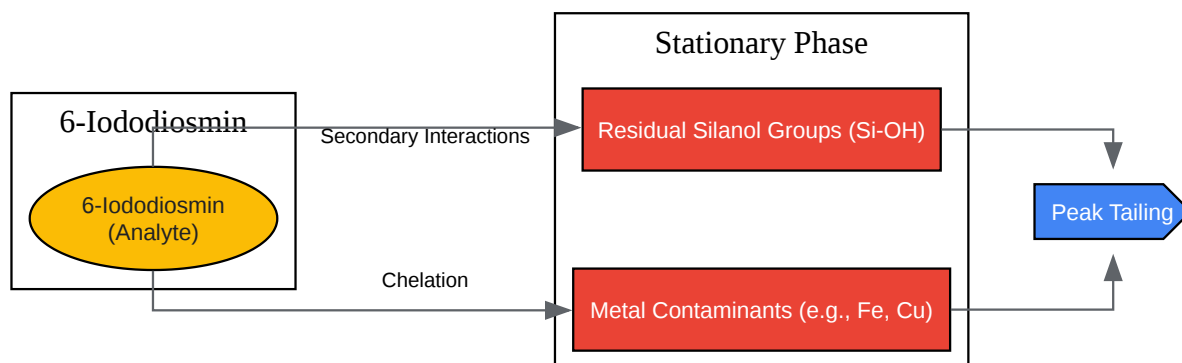 Stationary Phase
6-Iododiosmin
Secondary Interactions
Residual Silanol Groups (Si-OH)
6-Iododiosmin
(Analyte)
Peak Tailing
Chelation
Metal Contaminants (e.g., Fe, Cu)